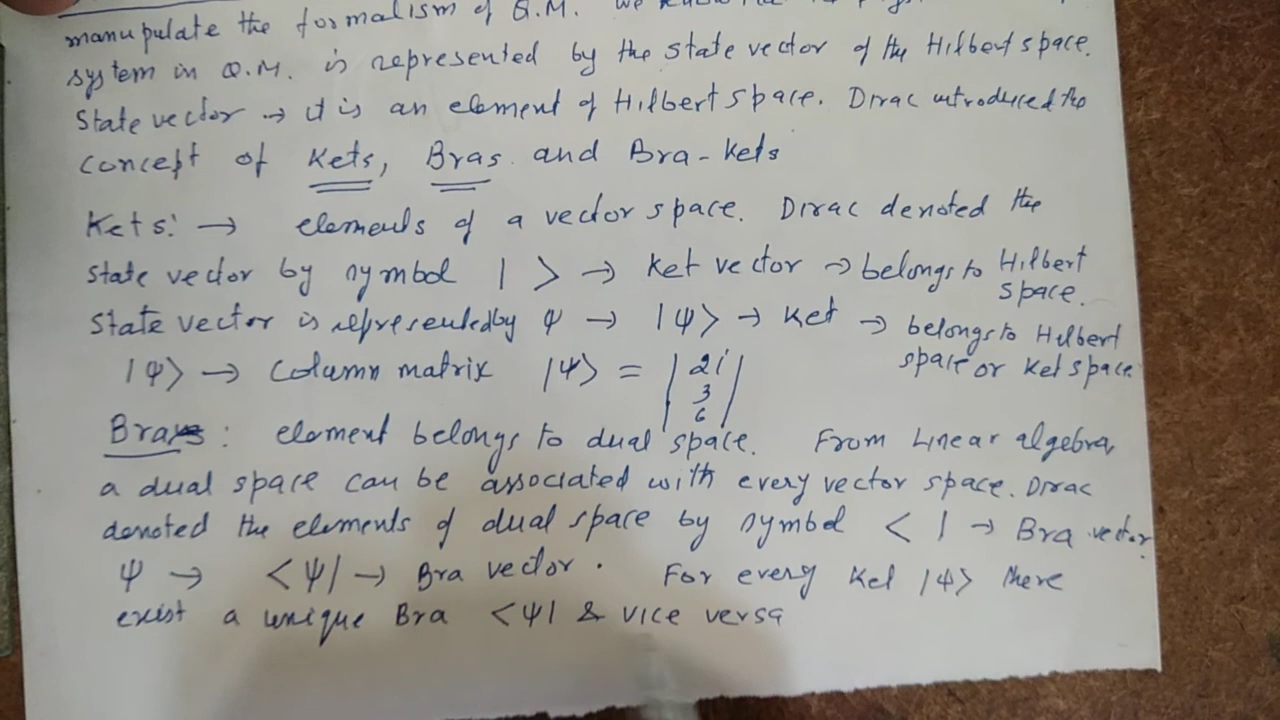 manupulate the formalism of Q.M. we
system in Q.M. is represented by the state vector of the Hilbert space.
State vector → it is an element of Hilbert space. Dirac introduced the
concept of Kets, Bras and Bra-Kets
Kets: → elements of a vector space. Dirac denoted the
state vector by symbol | > → Ket vector → belongs to Hilbert
space.
State vector is represented by ψ → |ψ> → Ket → belongs to Hilbert
space or Ket space
|ψ> → Column matrix |ψ> = | 2i |
3
6
Bras: element belongs to dual space. From Linear algebra,
a dual space can be associated with every vector space. Dirac
denoted the elements of dual space by symbol < | → Bra vector
ψ → <ψ| → Bra vector. For every Ket |ψ> there
exist a unique Bra <ψ| & vice versa